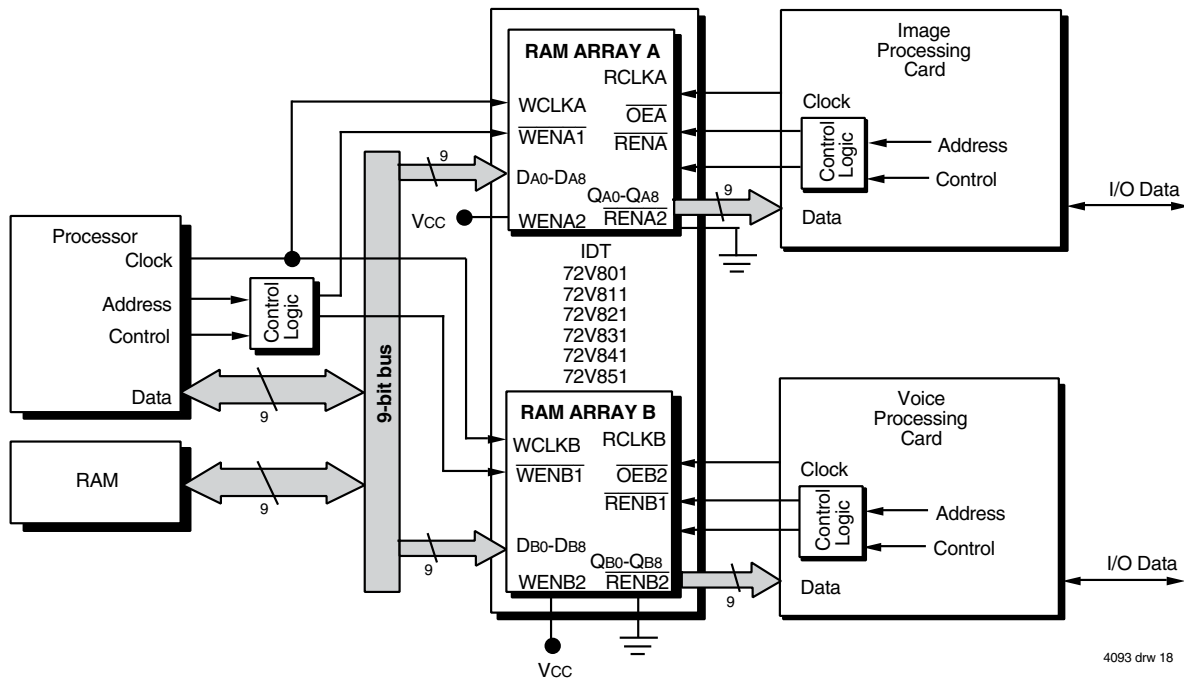 RAM ARRAY A
RCLKA
WCLKA
OEA
WENA1
RENA
DA0-DA8
QA0-QA8
WENA2
RENA2
VCC
9
9
Image
Processing
Card
Clock
Control
Logic
Address
Control
Data
I/O Data
Processor
Clock
Address
Control
Data
Control
Logic
9
RAM
9
9-bit bus
IDT
72V801
72V811
72V821
72V831
72V841
72V851
RAM ARRAY B
WCLKB
RCLKB
WENB1
OEB2
RENB1
DB0-DB8
QB0-QB8
WENB2
RENB2
9
9
VCC
Voice
Processing
Card
Clock
Control
Logic
Address
Control
Data
I/O Data
4093 drw 18